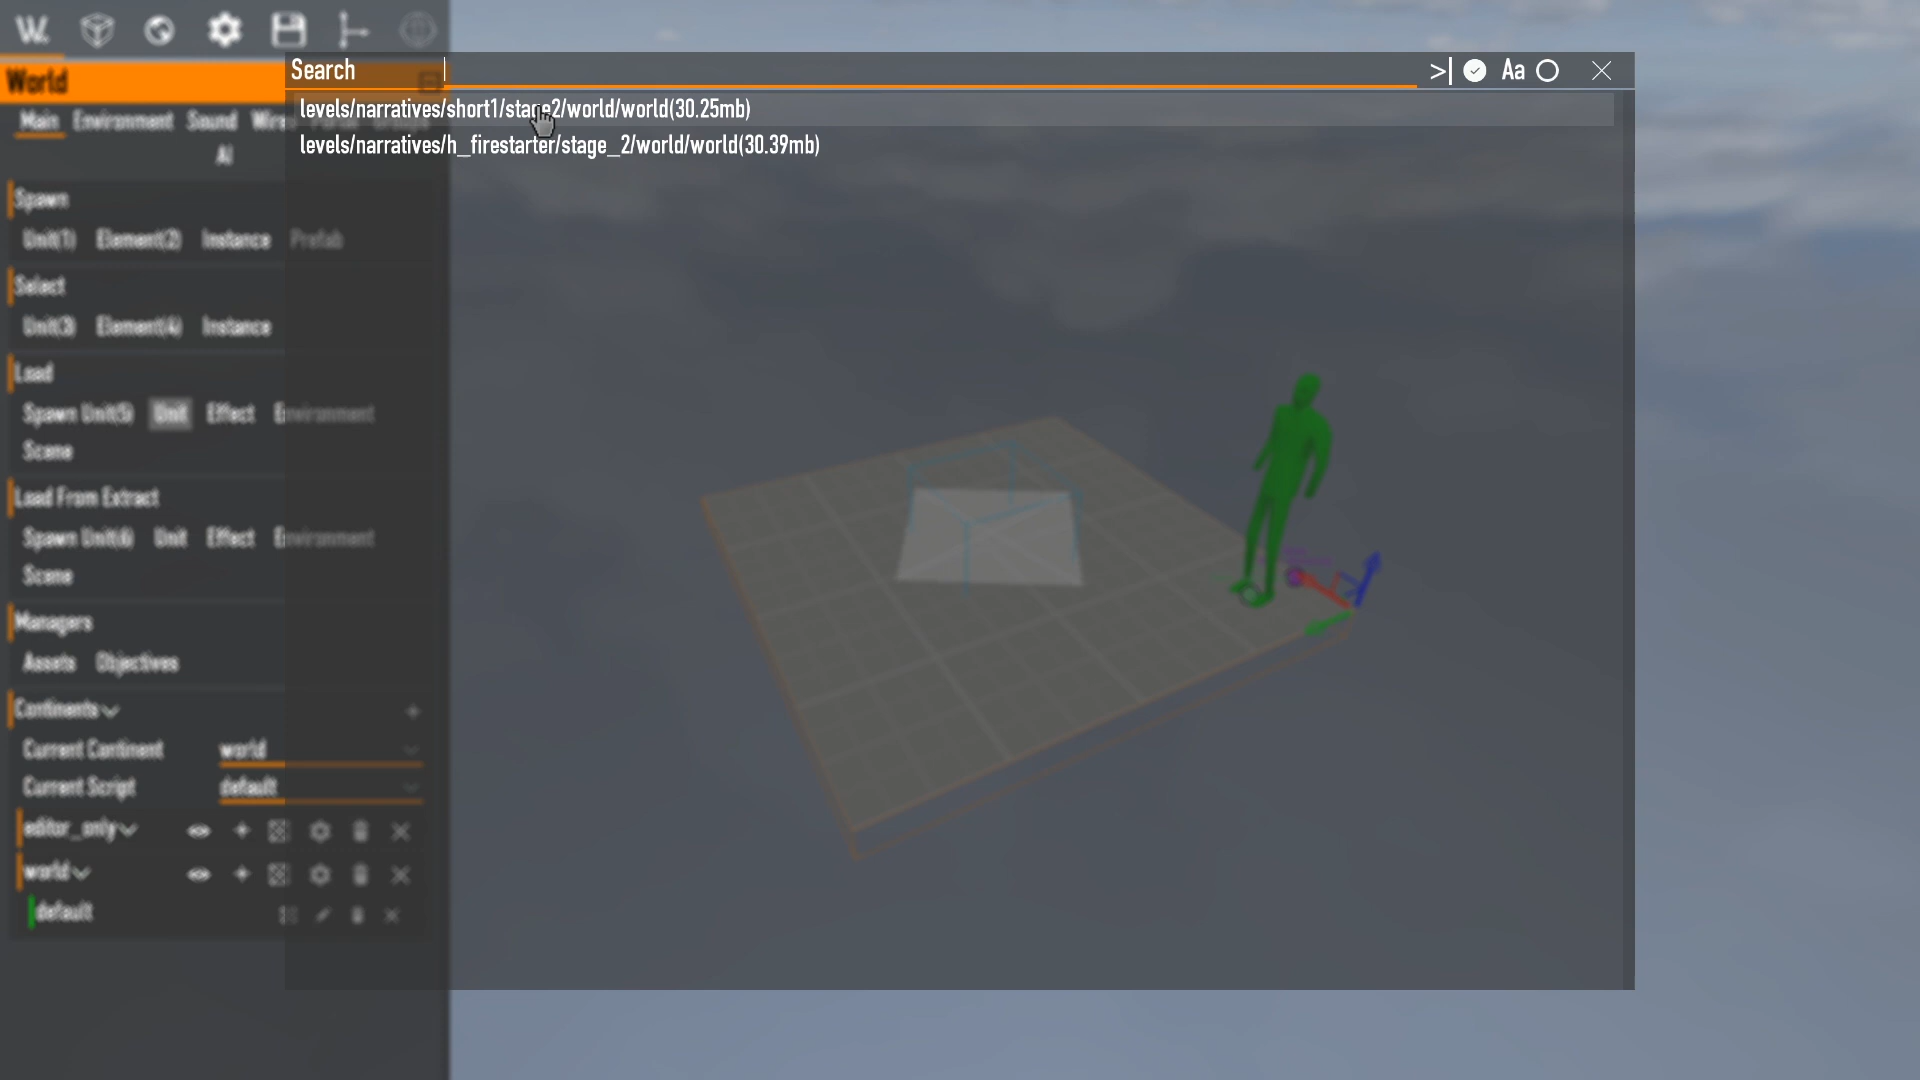 W.
World
Search
Aa
levels/narratives/short1/stage2/world/world(30.25mb)
levels/narratives/h_firestarter/stage_2/world/world(30.39mb)
Main Environment Sound
AI
Spawn
Unit(1) Element(2) Instance Prefab
Select
Unit(3) Element(4) Instance
Load
Spawn Unit(5) Unit Effect Environment
Scene
Load From Extract
Spawn Unit(6) Unit Effect Environment
Scene
Managers
Assets Objectives
Continents
Current Continent world
Current Script default
editor_only
world
default